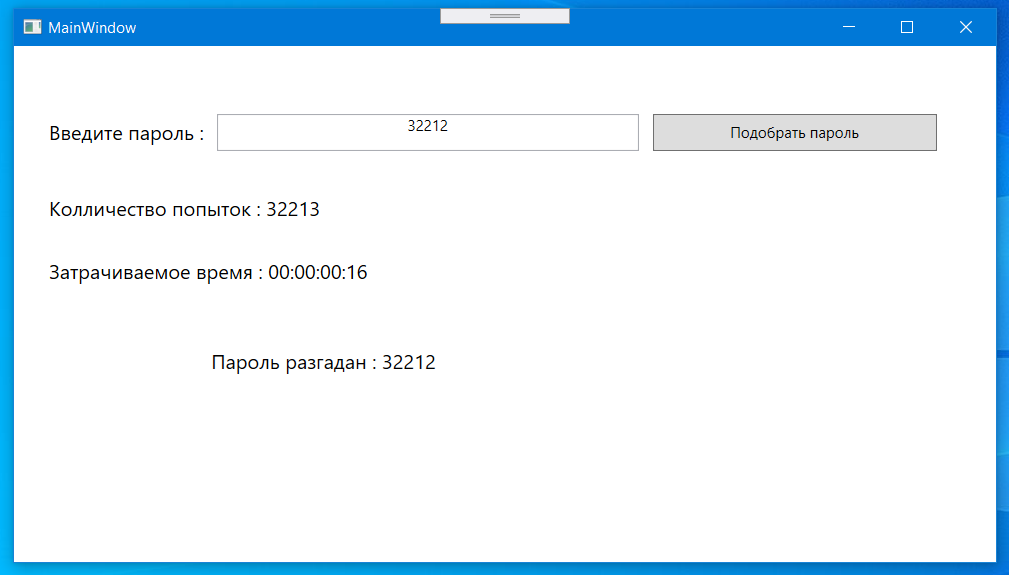 MainWindow
Введите пароль : 32212 Подобрать пароль
Колличество попыток : 32213
Затрачиваемое время : 00:00:00:16
Пароль разгадан : 32212